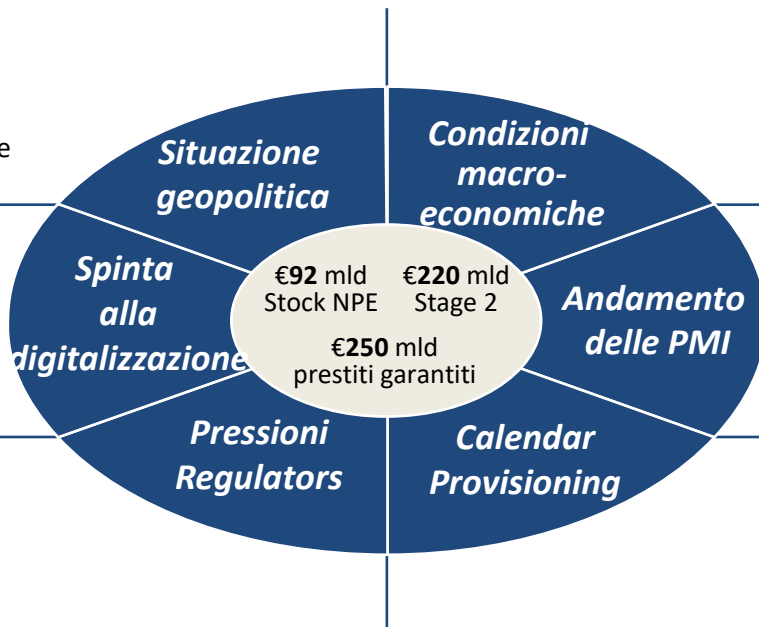 e
Situazione
geopolitica
Condizioni
macro-
economiche
Spinta
alla
digitalizzazione
€92 mld
Stock NPE
€220 mld
Stage 2
€250 mld
prestiti garantiti
Andamento
delle PMI
Pressioni
Regulators
Calendar
Provisioning